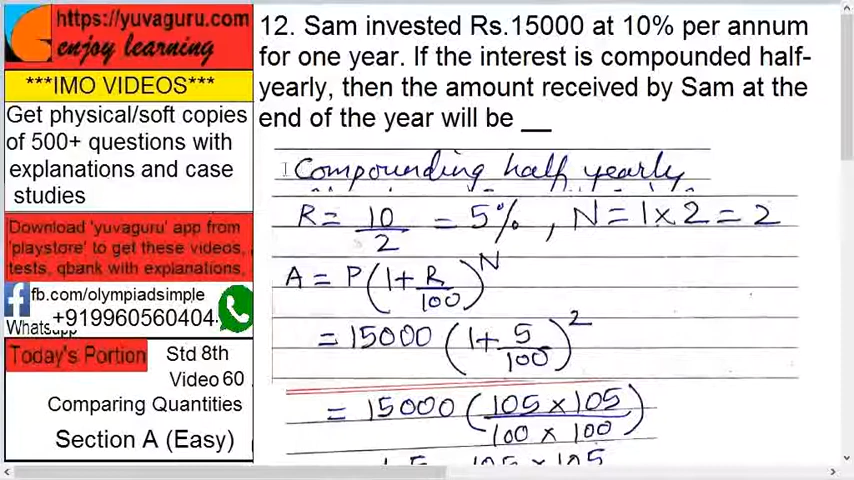 https://yuvaguru.com
enjoy learning
***IMO VIDEOS***
Get physical/soft copies
of 500+ questions with
explanations and case
studies
Download 'yuvaguru' app from
'playstore' to get these videos,
tests, qbank with explanations,
fb.com/olympiadsimple
+919960560404
Whatsapp
Today's Portion
Std 8th
Video 60
Comparing Quantities
Section A (Easy)
12. Sam invested Rs.15000 at 10% per annum
for one year. If the interest is compounded half-
yearly, then the amount received by Sam at the
end of the year will be __
Compounding half yearly
R = 10/2 = 5%, N = 1 x 2 = 2
A = P(1 + R/100)^N
= 15000 (1 + 5/100)^2
= 15000 (105 x 105 / 100 x 100)